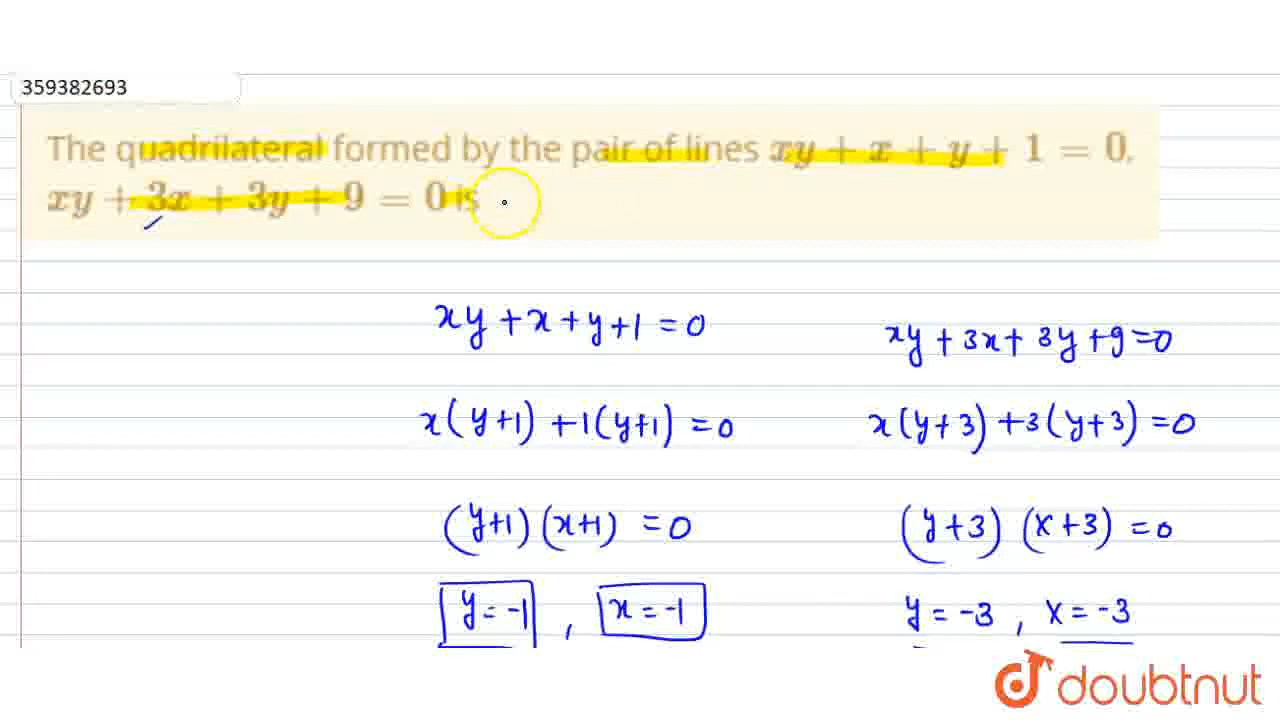 359382693
The quadrilateral formed by the pair of lines xy + x + y + 1 = 0,
xy + 3x + 3y + 9 = 0 is
xy + x + y + 1 = 0
xy + 3x + 3y + 9 = 0
x(y+1) + 1(y+1) = 0
x(y+3) + 3(y+3) = 0
(y+1) (x+1) = 0
(y+3) (x+3) = 0
y = -1 , x = -1
y = -3 , x = -3
doubtnut